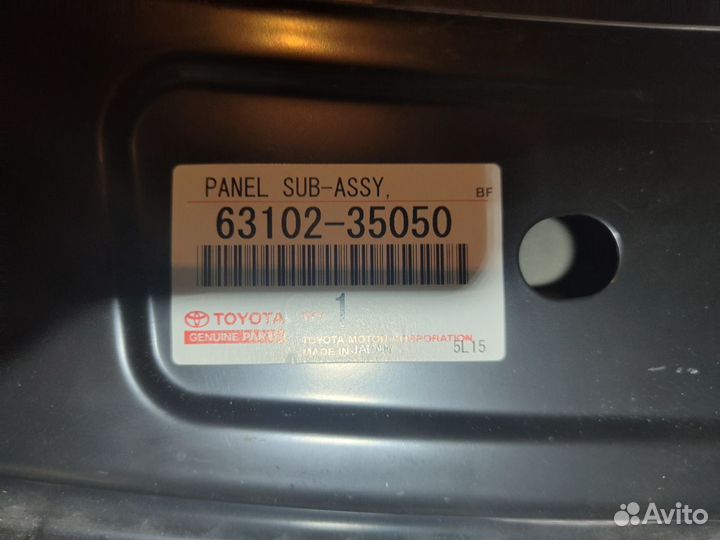 PANEL SUB-ASSY,
BF
63102-35050
1
TOYOTA
GENUINE PARTS
TOYOTA MOTOR CORPORATION
MADE IN JAPAN
5L15
Avito